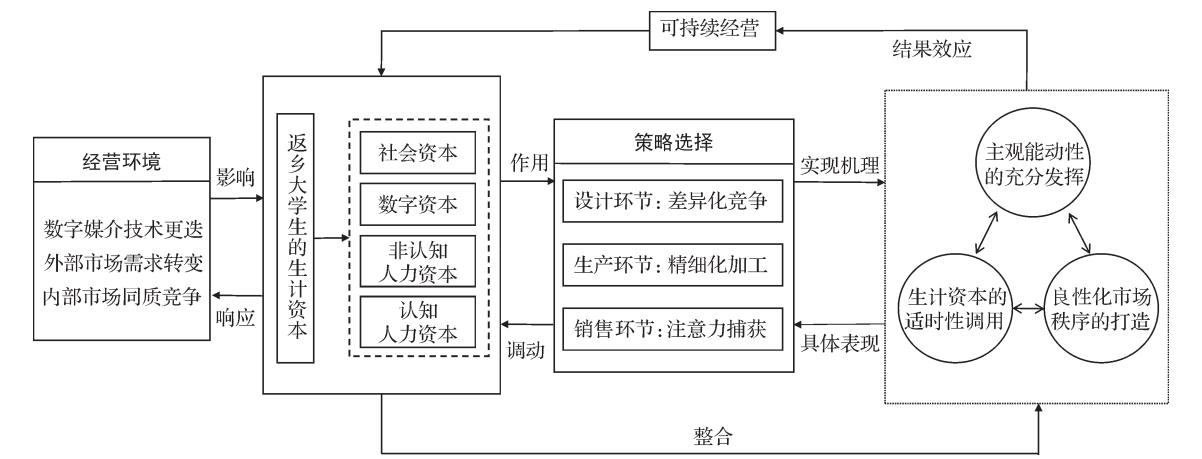 可持续经营
结果效应
经营环境
数字媒介技术更迭
外部市场需求转变
内部市场同质竞争
影响
响应
返乡大学生的生计资本
社会资本
数字资本
非认知
人力资本
认知
人力资本
作用
调动
策略选择
设计环节：差异化竞争
生产环节：精细化加工
销售环节：注意力捕获
实现机理
具体表现
主观能动性
的充分发挥
生计资本的
适时性调用
良性化市场
秩序的打造
整合